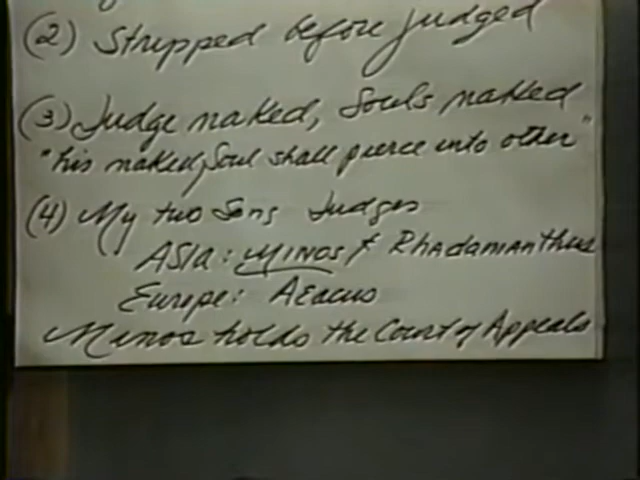 (2) Stripped before judged
(3) Judge naked, Souls naked
"his naked soul shall pierce into other"
(4) My two Sons Judges
ASIA: MINOS & Rhadamanthus
Europe: AEacus
Minos holds the Court of Appeals